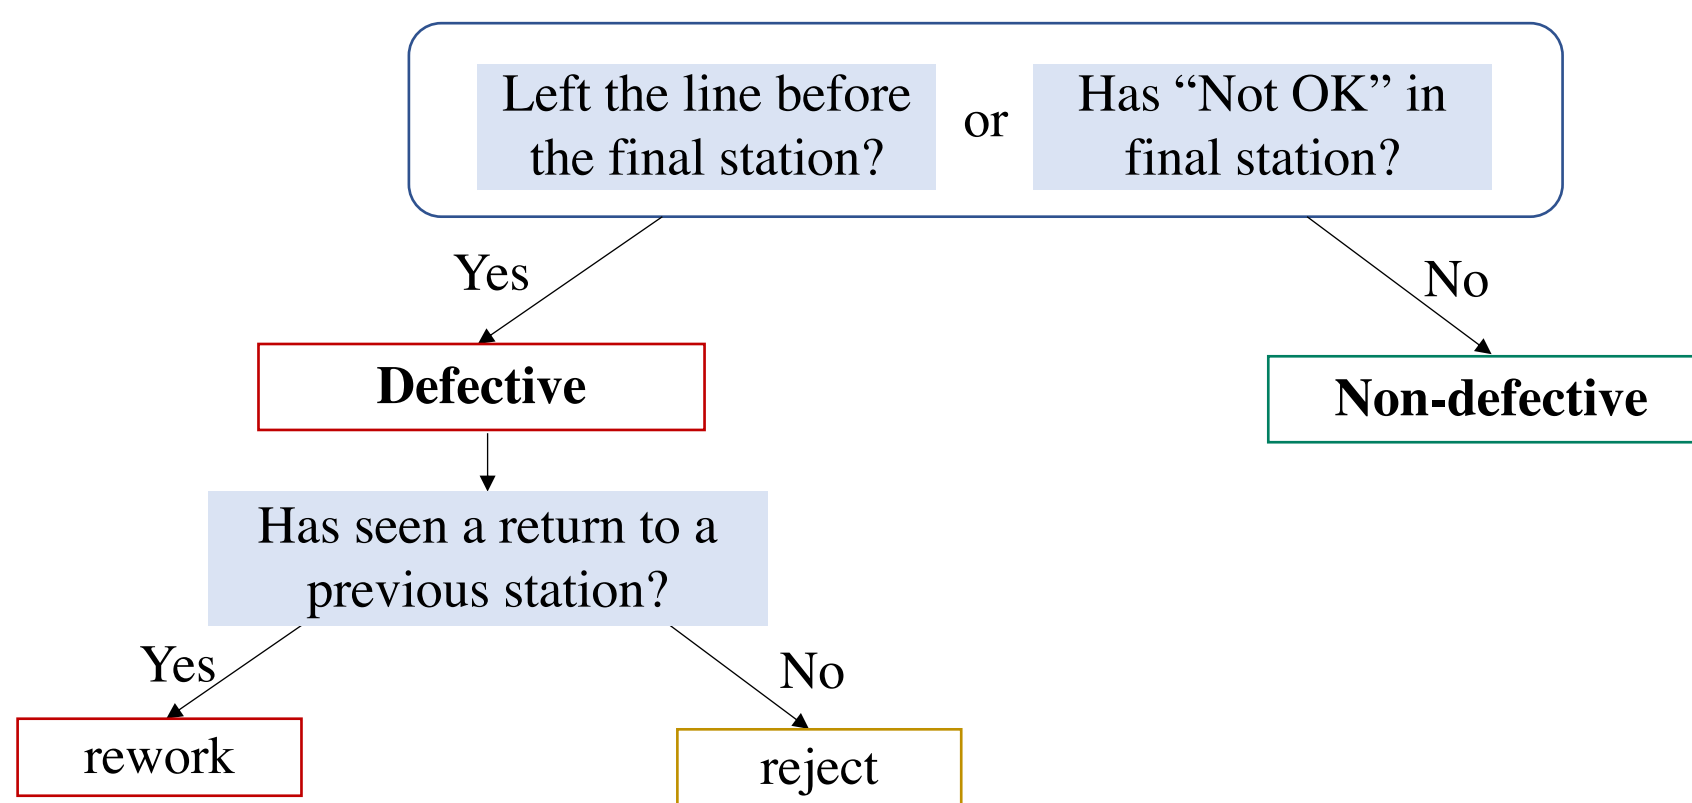 Left the line before
the final station?
or
Has “Not OK” in
final station?
Yes
No
Defective
Non-defective
Has seen a return to a
previous station?
Yes
No
rework
reject